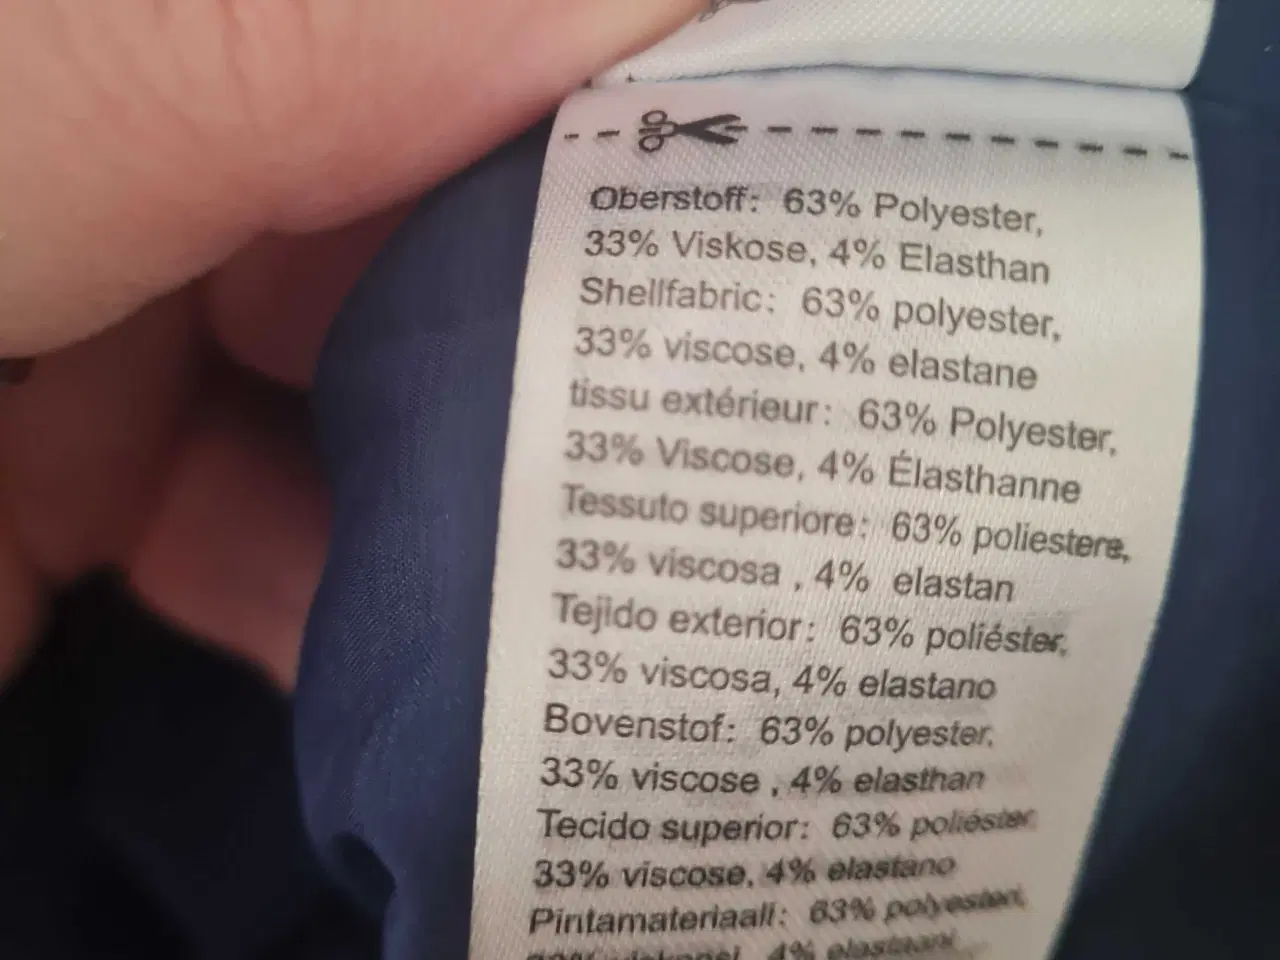 Oberstoff: 63% Polyester,
33% Viskose, 4% Elasthan
Shellfabric: 63% polyester,
33% viscose, 4% elastane
tissu extérieur: 63% Polyester,
33% Viscose, 4% Élasthanne
Tessuto superiore: 63% poliestere,
33% viscosa , 4% elastan
Tejido exterior: 63% poliéster,
33% viscosa, 4% elastano
Bovenstof: 63% polyester,
33% viscose , 4% elasthan
Tecido superior: 63% poliéster
33% viscose, 4% elastano
Pintamateriaali: 63% polyesteri,
4% elastaani